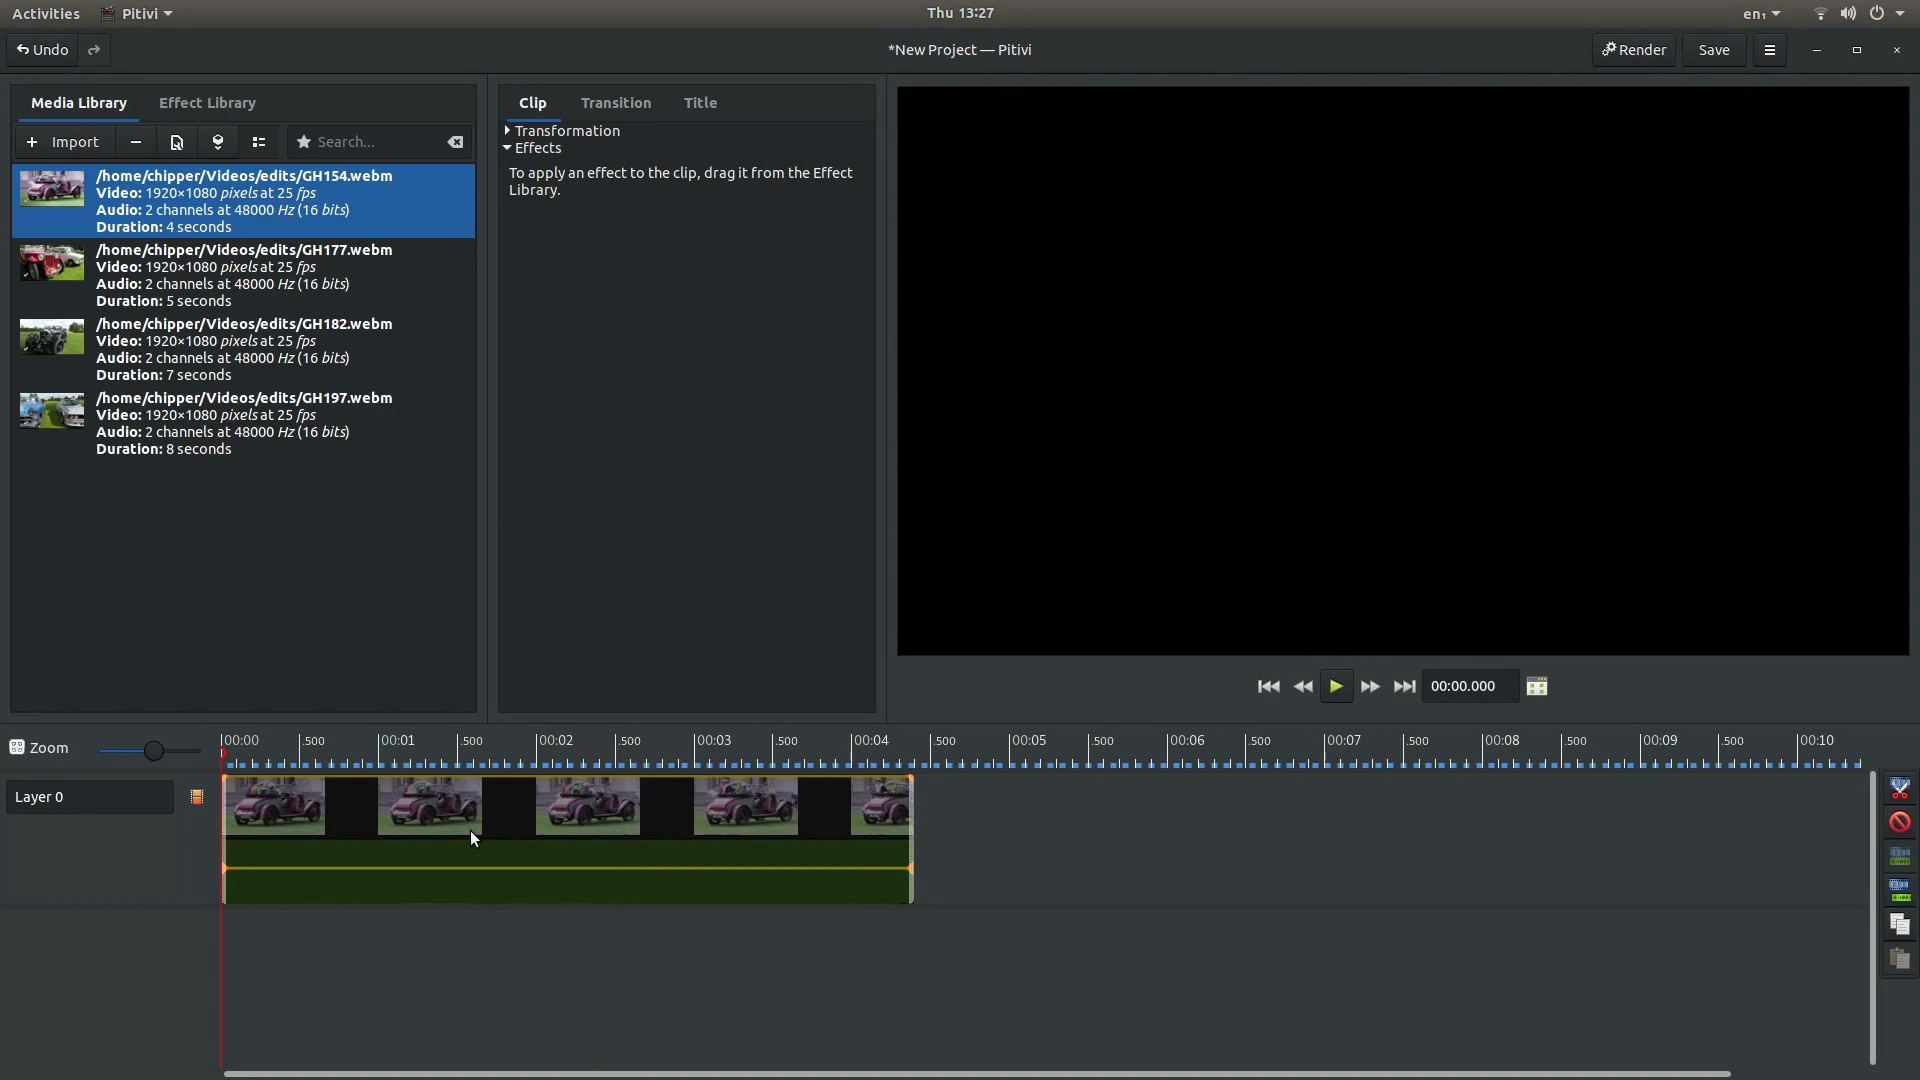 Activities Pitivi Thu 13:27 en₁
Undo *New Project — Pitivi Render Save
Media Library Effect Library
Import Search...
/home/chipper/Videos/edits/GH154.webm
Video: 1920×1080 pixels at 25 fps
Audio: 2 channels at 48000 Hz (16 bits)
Duration: 4 seconds
/home/chipper/Videos/edits/GH177.webm
Video: 1920×1080 pixels at 25 fps
Audio: 2 channels at 48000 Hz (16 bits)
Duration: 5 seconds
/home/chipper/Videos/edits/GH182.webm
Video: 1920×1080 pixels at 25 fps
Audio: 2 channels at 48000 Hz (16 bits)
Duration: 7 seconds
/home/chipper/Videos/edits/GH197.webm
Video: 1920×1080 pixels at 25 fps
Audio: 2 channels at 48000 Hz (16 bits)
Duration: 8 seconds
Clip Transition Title
Transformation
Effects
To apply an effect to the clip, drag it from the Effect
Library.
00:00.000
Zoom 00:00 .500 00:01 .500 00:02 .500 00:03 .500 00:04 .500 00:05 .500 00:06 .500 00:07 .500 00:08 .500 00:09 .500 00:10
Layer 0